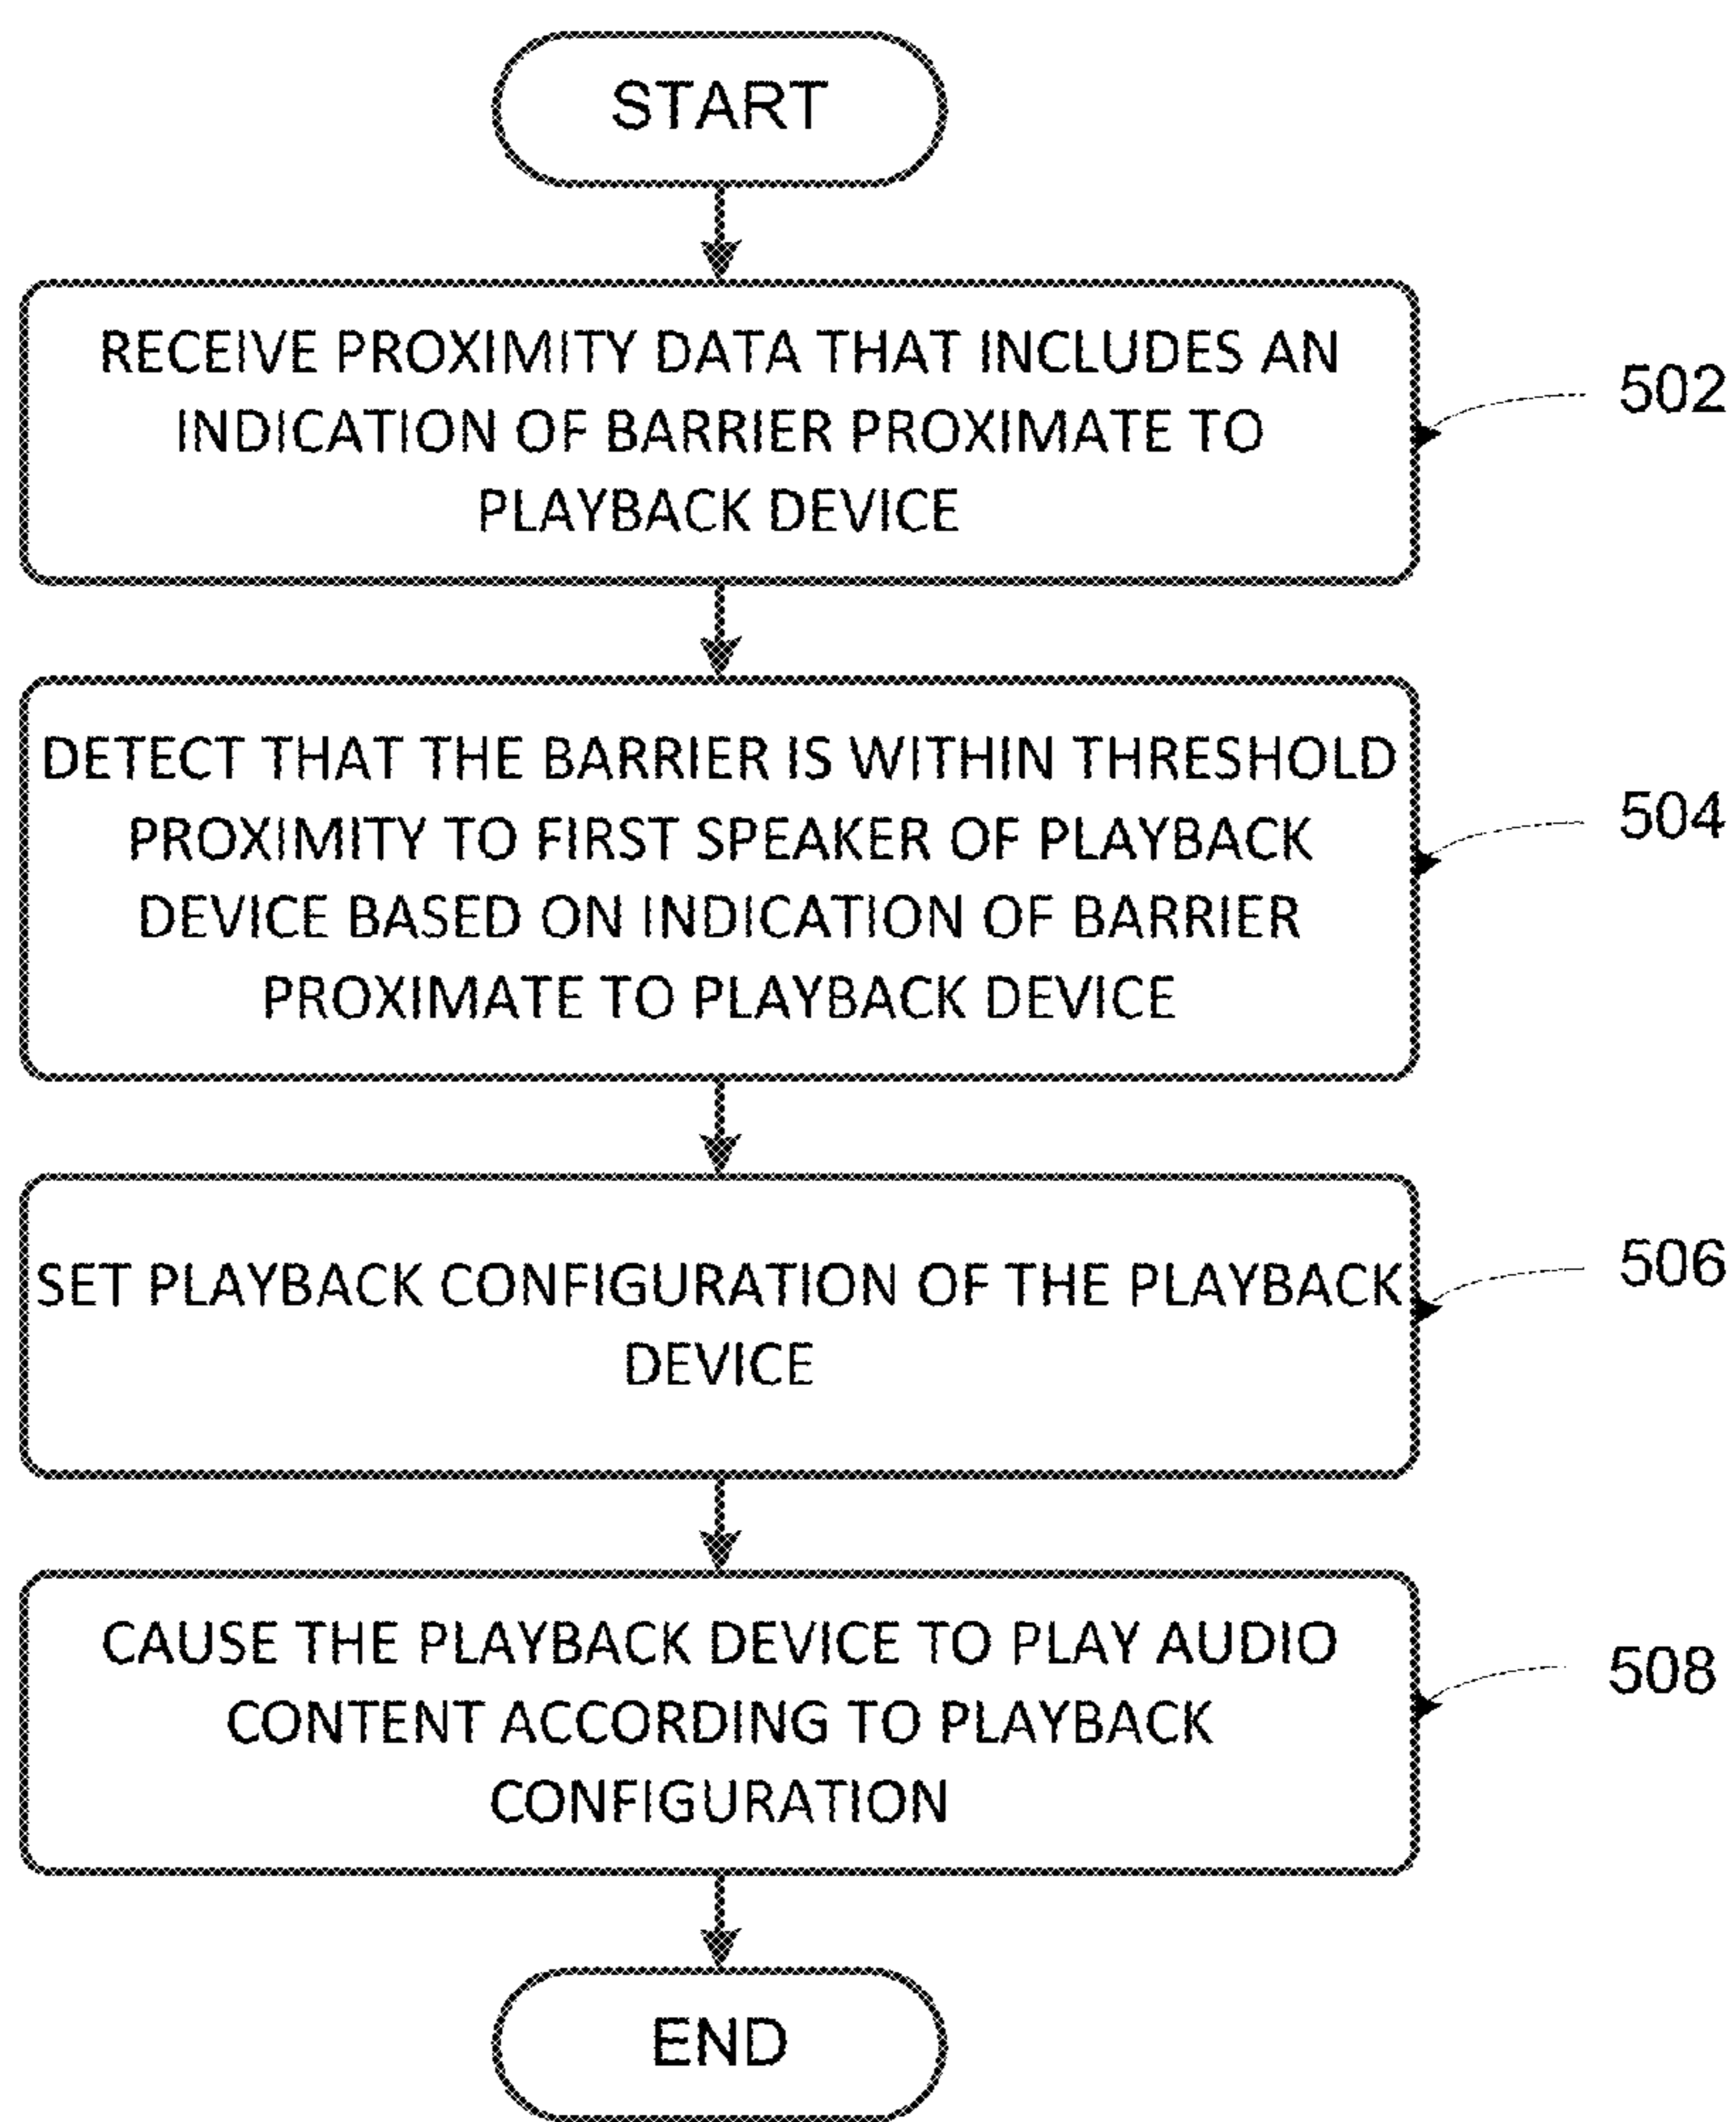 START
RECEIVE PROXIMITY DATA THAT INCLUDES AN
INDICATION OF BARRIER PROXIMATE TO
PLAYBACK DEVICE
502
DETECT THAT THE BARRIER IS WITHIN THRESHOLD
PROXIMITY TO FIRST SPEAKER OF PLAYBACK
DEVICE BASED ON INDICATION OF BARRIER
PROXIMATE TO PLAYBACK DEVICE
504
SET PLAYBACK CONFIGURATION OF THE PLAYBACK
DEVICE
506
CAUSE THE PLAYBACK DEVICE TO PLAY AUDIO
CONTENT ACCORDING TO PLAYBACK
CONFIGURATION
508
END